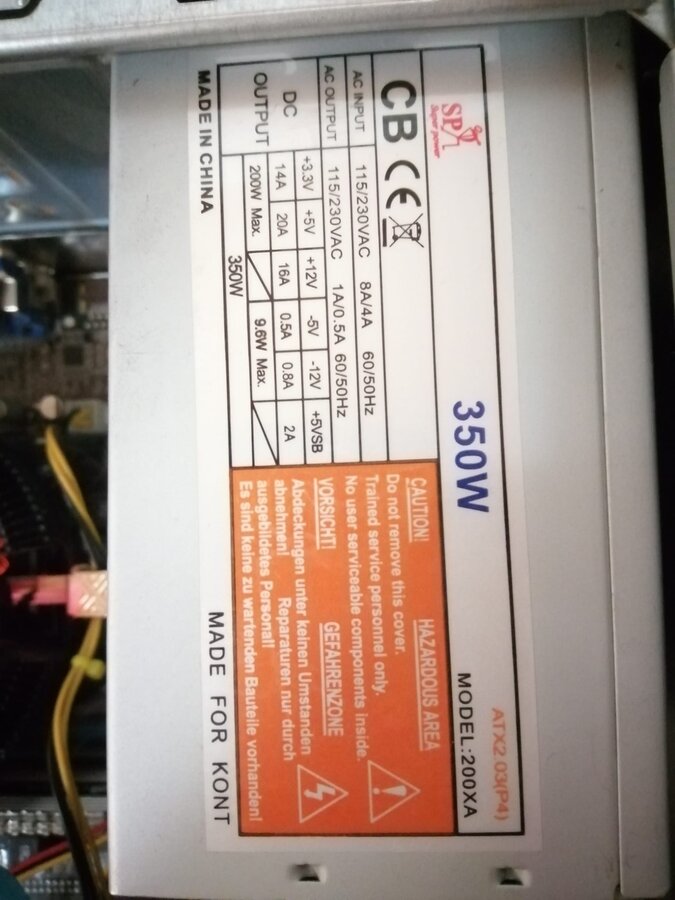 SPI
Super power
350W
ATX2.03(P4)
MODEL:200XA
CB CE
AC INPUT 115/230VAC 8A/4A 60/50Hz
AC OUTPUT 115/230VAC 1A/0.5A 60/50Hz
DC OUTPUT
+3.3V +5V +12V -5V -12V +5VSB
14A 20A 16A 0.5A 0.8A 2A
200W Max. 9.6W Max.
350W
CAUTION! HAZARDOUS AREA
Do not remove this cover.
Trained service personnel only.
No user serviceable components inside.
VORSICHT! GEFAHRENZONE
Abdeckungen unter keinen Umstanden
abnehmen! Reparaturen nur durch
ausgebildetes Personal!
Es sind keine zu wartenden Bauteile vorhanden!
MADE IN CHINA
MADE FOR KONT